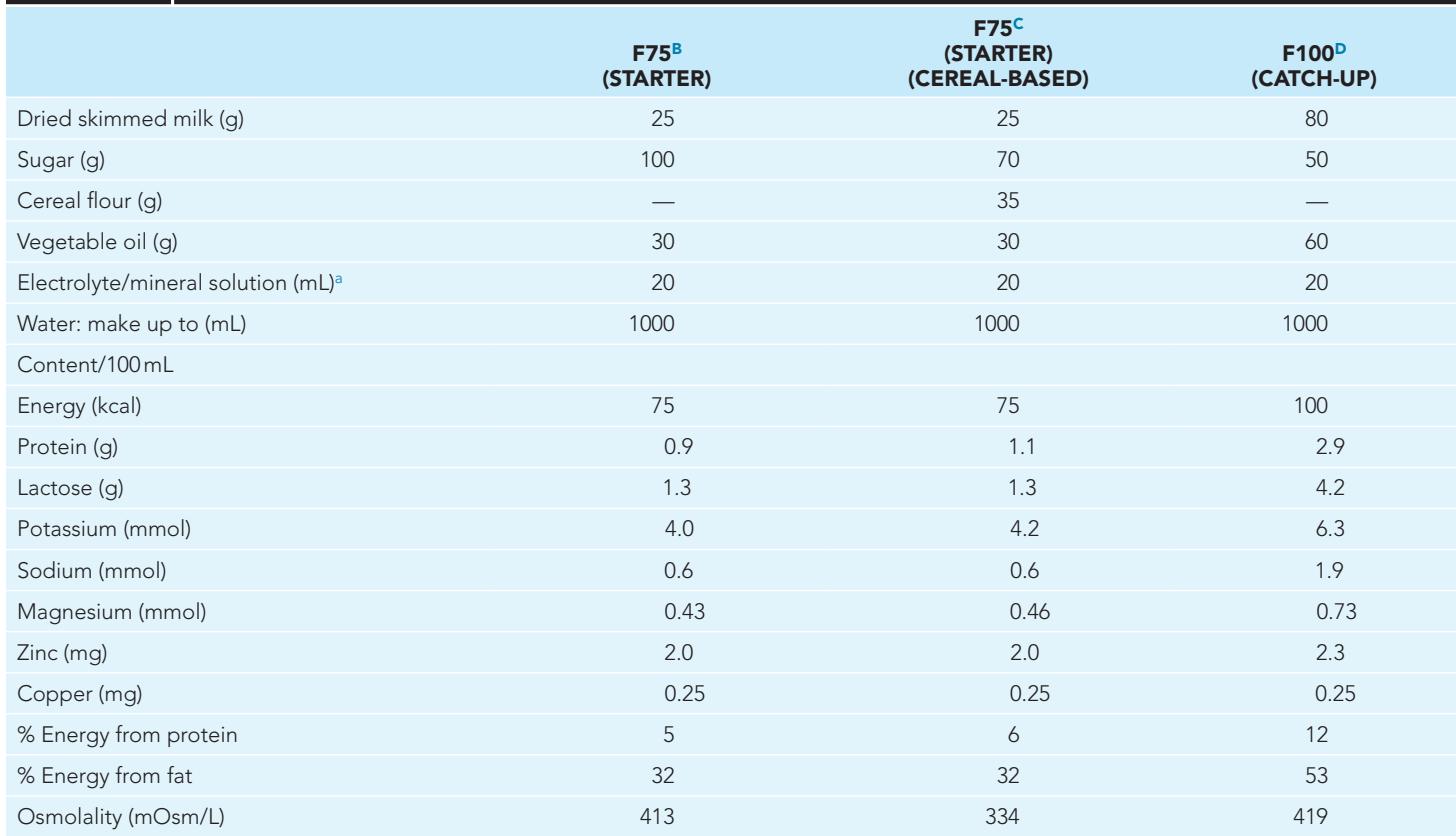 F75B (STARTER) F75C (STARTER) (CEREAL-BASED) F100D (CATCH-UP)
Dried skimmed milk (g) 25 25 80
Sugar (g) 100 70 50
Cereal flour (g) — 35 —
Vegetable oil (g) 30 30 60
Electrolyte/mineral solution (mL)a 20 20 20
Water: make up to (mL) 1000 1000 1000
Content/100 mL
Energy (kcal) 75 75 100
Protein (g) 0.9 1.1 2.9
Lactose (g) 1.3 1.3 4.2
Potassium (mmol) 4.0 4.2 6.3
Sodium (mmol) 0.6 0.6 1.9
Magnesium (mmol) 0.43 0.46 0.73
Zinc (mg) 2.0 2.0 2.3
Copper (mg) 0.25 0.25 0.25
% Energy from protein 5 6 12
% Energy from fat 32 32 53
Osmolality (mOsm/L) 413 334 419